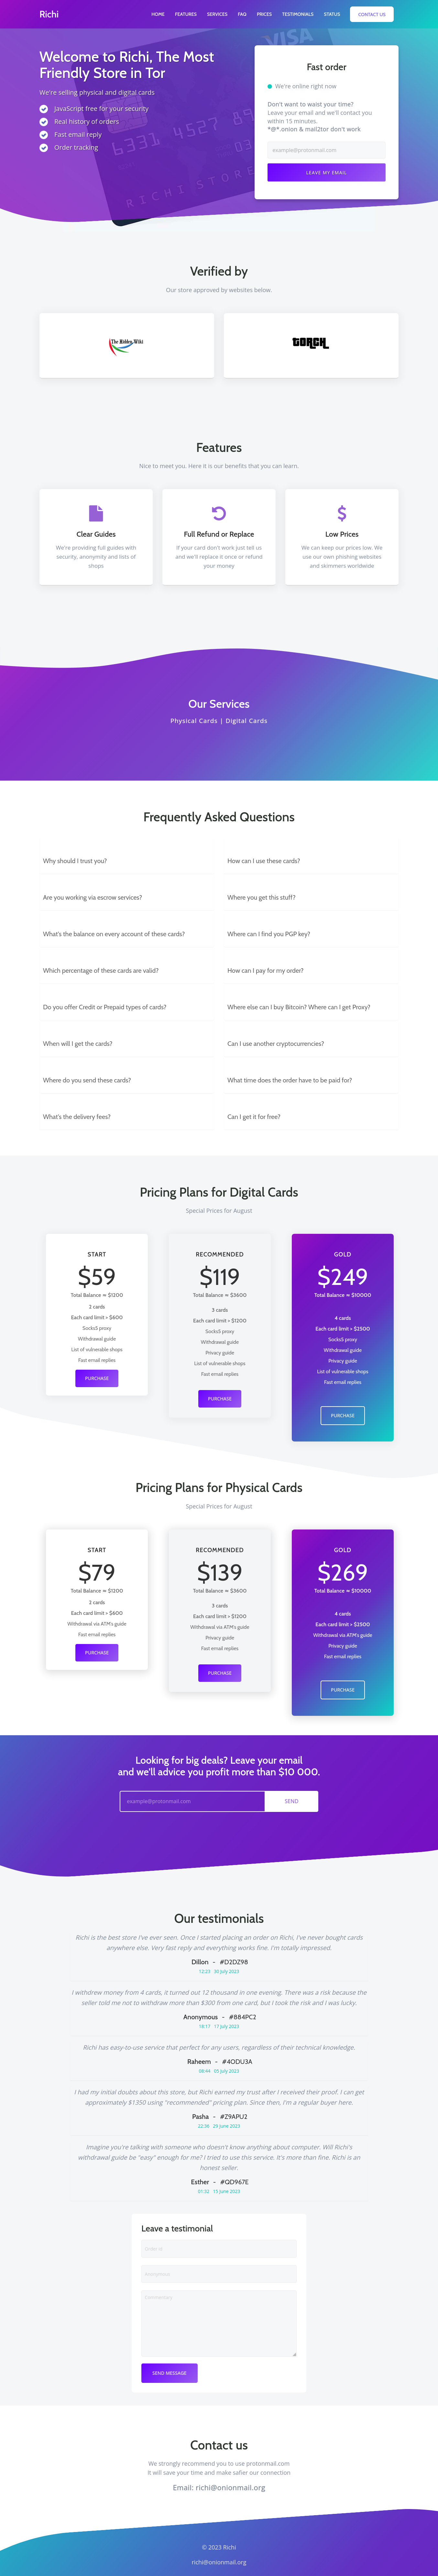 Richi
HOME FEATURES SERVICES FAQ PRICES TESTIMONIALS STATUS CONTACT US
Welcome to Richi, The Most
Friendly Store in Tor
We're selling physical and digital cards
JavaScript free for your security
Real history of orders
Fast email reply
Order tracking
VISA
RICHI STORE
Fast order
We're online right now
Don't want to waist your time?
Leave your email and we'll contact you
within 15 minutes.
*@*.onion & mail2tor don't work
example@protonmail.com
LEAVE MY EMAIL
Verified by
Our store approved by websites below.
The Hidden Wiki
TORCH
Features
Nice to meet you. Here it is our benefits that you can learn.
Clear Guides
We're providing full guides with
security, anonymity and lots of
shops
Full Refund or Replace
If your card don't work just tell us
and we'll replace it once or refund
your money
Low Prices
We can keep our prices low. We
use our own phishing websites
and skimmers worldwide
Our Services
Physical Cards | Digital Cards
Frequently Asked Questions
Why should I trust you?
How can I use these cards?
Are you working via escrow services?
Where you get this stuff?
What's the balance on every account of these cards?
Where can I find you PGP key?
Which percentage of these cards are valid?
How can I pay for my order?
Do you offer Credit or Prepaid types of cards?
Where else can I buy Bitcoin? Where can I get Proxy?
When will I get the cards?
Can I use another cryptocurrencies?
Where do you send these cards?
What time does the order have to be paid for?
What's the delivery fees?
Can I get it for free?
Pricing Plans for Digital Cards
Special Prices for August
START
$59
Total Balance ≈ $1200
2 cards
Each card limit > $600
Socks5 proxy
Withdrawal guide
List of vulnerable shops
Fast email replies
PURCHASE
RECOMMENDED
$119
Total Balance ≈ $3600
3 cards
Each card limit > $1200
Socks5 proxy
Withdrawal guide
Privacy guide
List of vulnerable shops
Fast email replies
PURCHASE
GOLD
$249
Total Balance ≈ $10000
4 cards
Each card limit > $2500
Socks5 proxy
Withdrawal guide
Privacy guide
List of vulnerable shops
Fast email replies
PURCHASE
Pricing Plans for Physical Cards
Special Prices for August
START
$79
Total Balance ≈ $1200
2 cards
Each card limit > $600
Withdrawal via ATM's guide
Fast email replies
PURCHASE
RECOMMENDED
$139
Total Balance ≈ $3600
3 cards
Each card limit > $1200
Withdrawal vis ATM's guide
Privacy guide
Fast email replies
PURCHASE
GOLD
$269
Total Balance ≈ $10000
4 cards
Each card limit > $2500
Withdrawal via ATM's guide
Privacy guide
Fast email replies
PURCHASE
Looking for big deals? Leave your email
and we'll advice you profit more than $10 000.
example@protonmail.com
SEND
Our testimonials
Richi is the best store I've ever seen. Once I started placing an order on Richi, I've never bought cards
anywhere else. Very fast reply and everything works fine. I'm totally impressed.
Dillon - #D2DZ98
12:23 30 July 2023
I withdrew money from 4 cards, it turned out 12 thousand in one evening. There was a risk because the
seller told me not to withdraw more than $300 from one card, but I took the risk and I was lucky.
Anonymous - #884PC2
18:17 17 July 2023
Richi has easy-to-use service that perfect for any users, regardless of their technical knowledge.
Raheem - #4ODU3A
08:44 05 July 2023
I had my initial doubts about this store, but Richi earned my trust after I received their proof. I can get
approximately $1350 using "recommended" pricing plan. Since then, I'm a regular buyer here.
Pasha - #Z9APU2
22:36 29 June 2023
Imagine you're talking with someone who doesn't know anything about computer. Will Richi's
withdrawal guide be "easy" enough for me? I tried to use this service. It's more than fine. Richi is an
honest seller.
Esther - #QD967E
01:32 15 June 2023
Leave a testimonial
Order Id
Anonymous
Commentary
SEND MESSAGE
Contact us
We strongly recommend you to use protonmail.com
It will save your time and make safier our connection
Email: richi@onionmail.org
© 2023 Richi
richi@onionmail.org